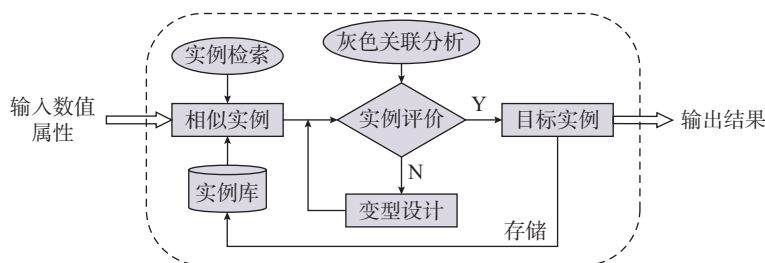 灰色关联分析
实例检索
输入数值
属性
相似实例
实例评价
Y
目标实例
输出结果
N
实例库
变型设计
存储